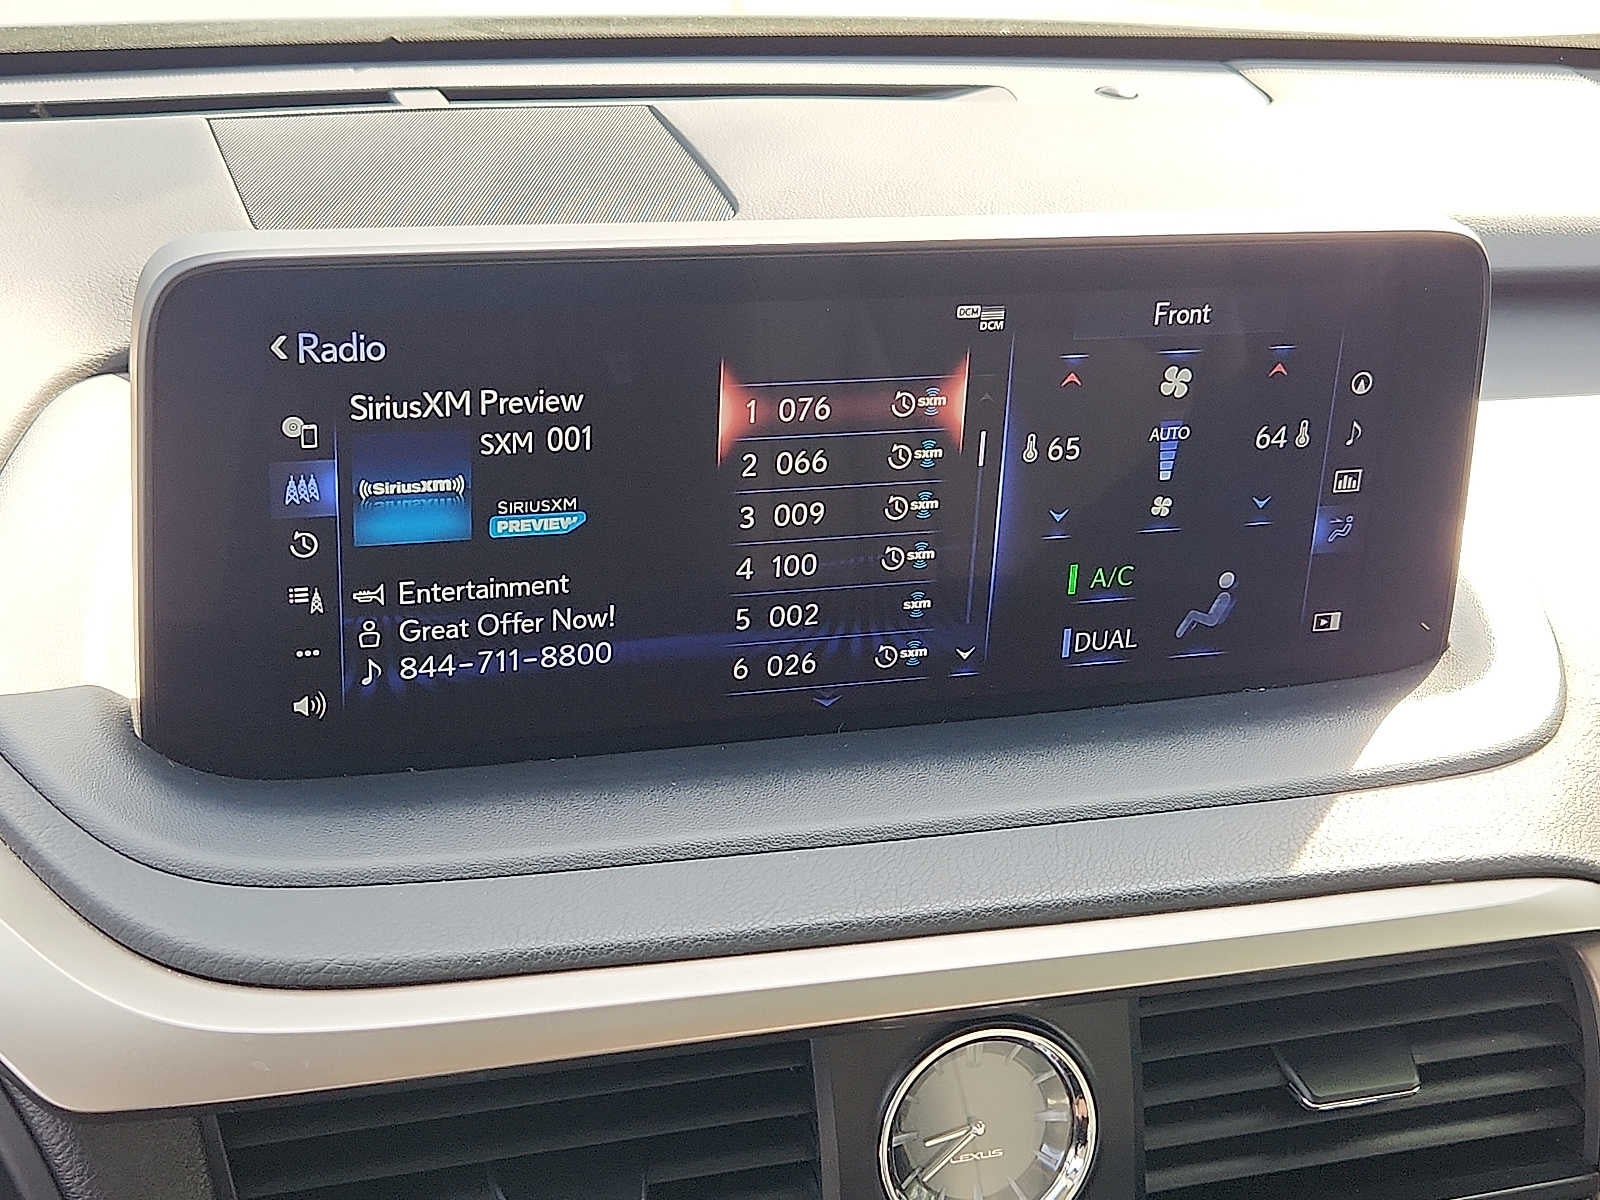 Radio
SiriusXM Preview
SXM 001
((SiriusXM))
SIRIUSXM
PREVIEW
Entertainment
Great Offer Now!
844-711-8800
1 076 sxm
2 066 sxm
3 009 sxm
4 100 sxm
5 002 sxm
6 026 sxm
DCM
DCM
Front
AUTO
65
64
A/C
DUAL
LEXUS